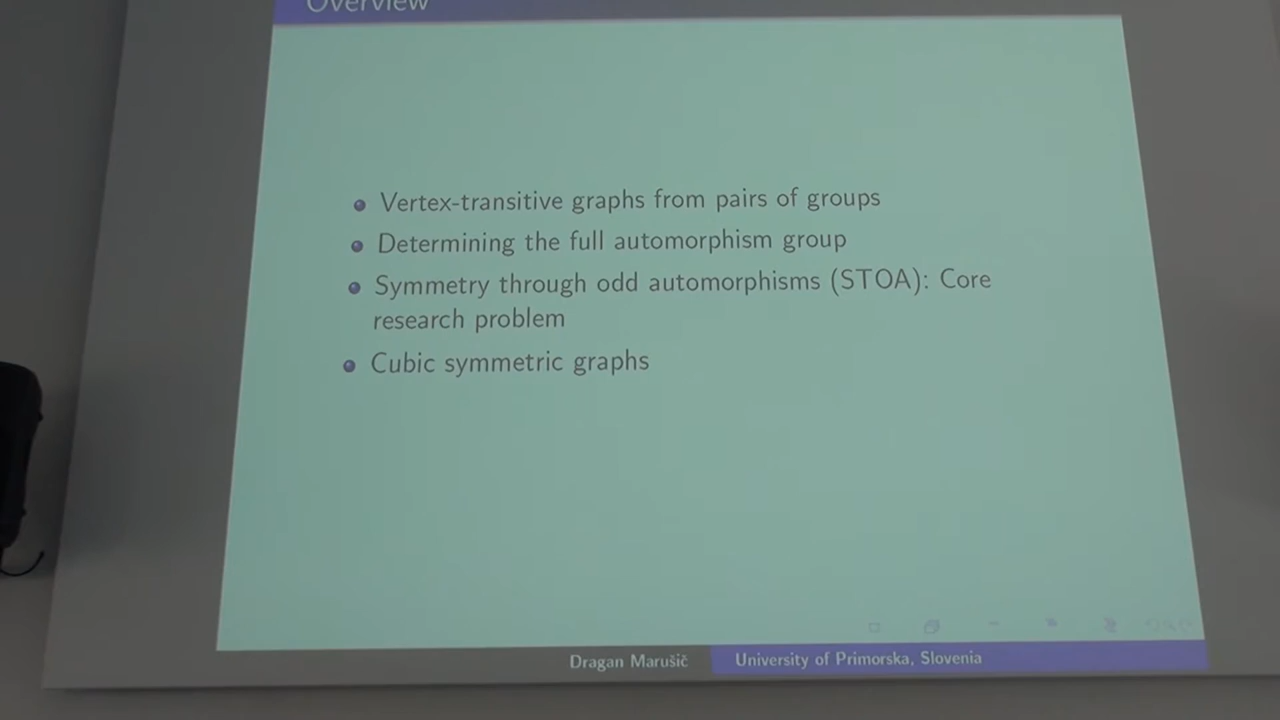 Overview
Vertex-transitive graphs from pairs of groups
Determining the full automorphism group
Symmetry through odd automorphisms (STOA): Core
research problem
Cubic symmetric graphs
Dragan Marušič
University of Primorska, Slovenia